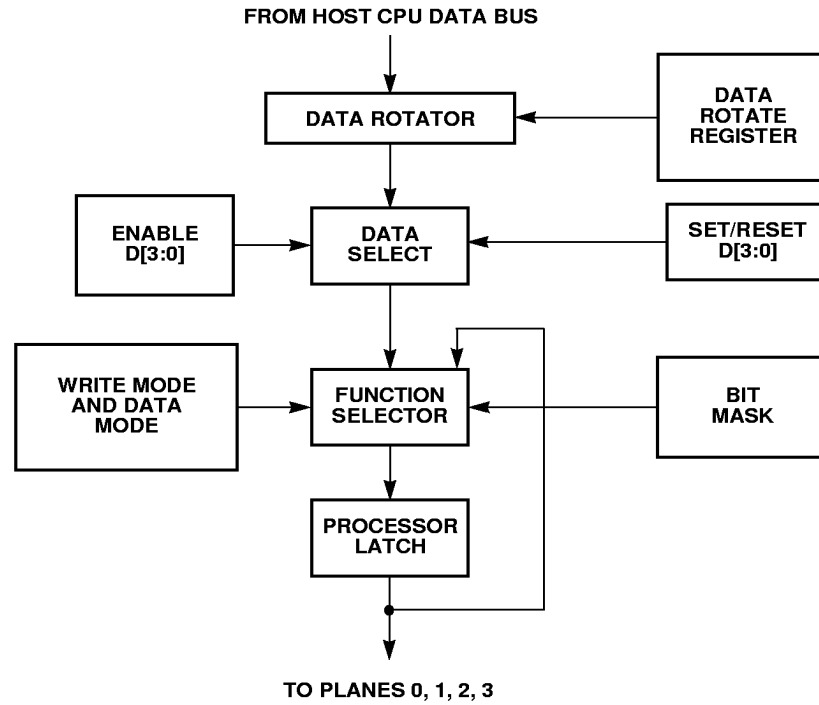 FROM HOST CPU DATA BUS
DATA ROTATOR
DATA
ROTATE
REGISTER
ENABLE
D[3:0]
DATA
SELECT
SET/RESET
D[3:0]
WRITE MODE
AND DATA
MODE
FUNCTION
SELECTOR
BIT
MASK
PROCESSOR
LATCH
TO PLANES 0, 1, 2, 3